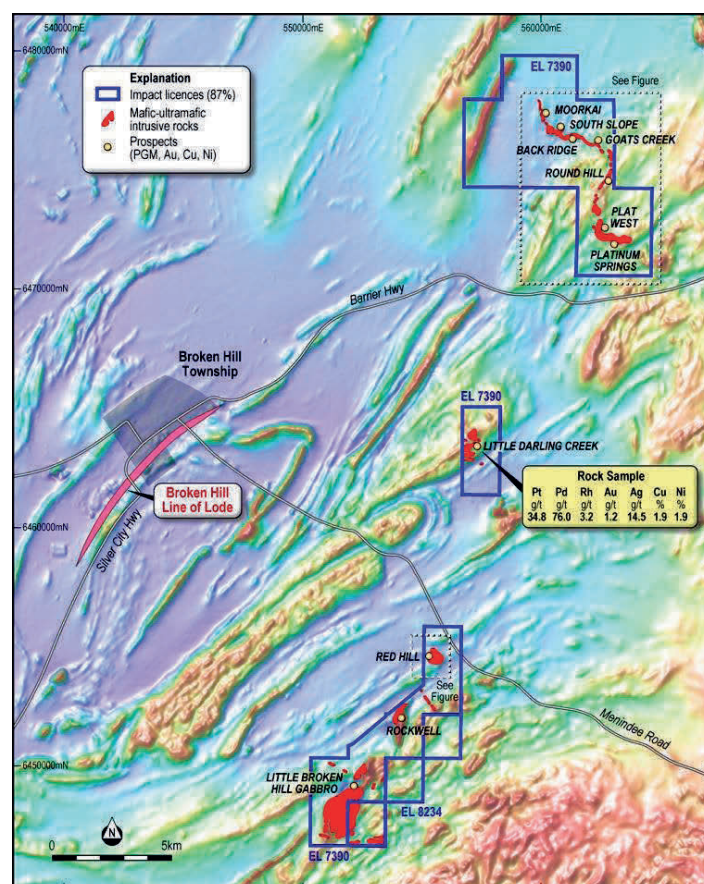 540000mE
550000mE
560000mE
6480000mN
Explanation
Impact licences (87%)
Mafic-ultramafic
intrusive rocks
Prospects
(PGM, Au, Cu, Ni)
EL 7390
See Figure
MOORKAI
SOUTH SLOPE
GOATS CREEK
BACK RIDGE
ROUND HILL
PLAT
WEST
PLATINUM
SPRINGS
6470000mN
Barrier Hwy
Broken Hill
Township
EL 7390
LITTLE DARLING CREEK
Rock Sample
Pt Pd Rh Au Ag Cu Ni
g/t g/t g/t g/t g/t % %
34.8 76.0 3.2 1.2 14.5 1.9 1.9
Broken Hill
Line of Lode
6460000mN
Silver City Hwy
RED HILL
See
Figure
ROCKWELL
Menindee Road
6450000mN
LITTLE BROKEN
HILL GABBRO
EL 8234
EL 7390
0 5km